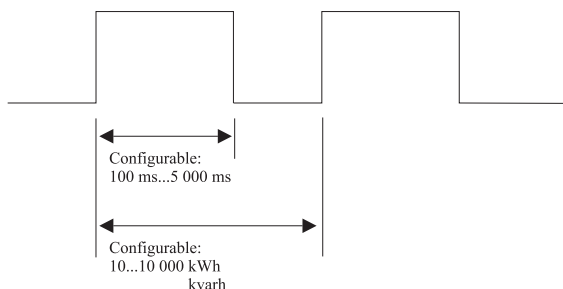 Configurable:
100 ms...5 000 ms
Configurable:
10...10 000 kWh
kvarh